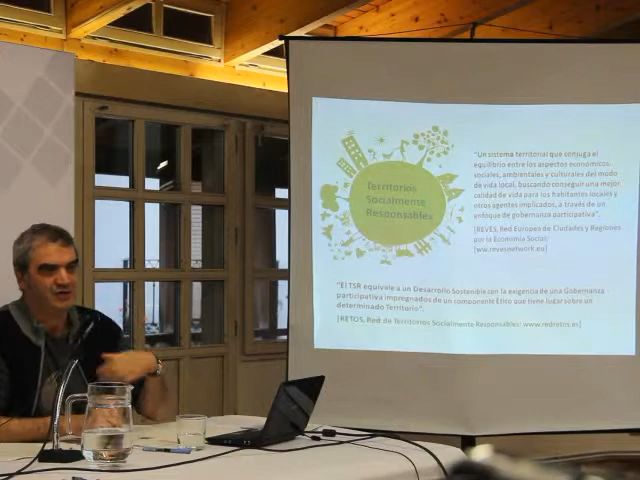 Territorios
Socialmente
Responsables
"Un sistema territorial que conjuga el
equilibrio entre los aspectos económicos,
sociales, ambientales y culturales del modo
de vida local, buscando conseguir una mejor
calidad de vida para los habitantes locales y
otros agentes implicados, a través de un
enfoque de gobernanza participativa".
[REVES, Red Europea de Ciudades y Regiones
por la Economía Social:
[ww.revesnetwork.eu]
"El TSR equivale a un Desarrollo Sostenible con la exigencia de una Gobernanza
participativa impregnados de un componente Ético que tiene lugar sobre un
determinado Territorio".
[RETOS, Red de Territorios Socialmente Responsables: www.redretos.es]